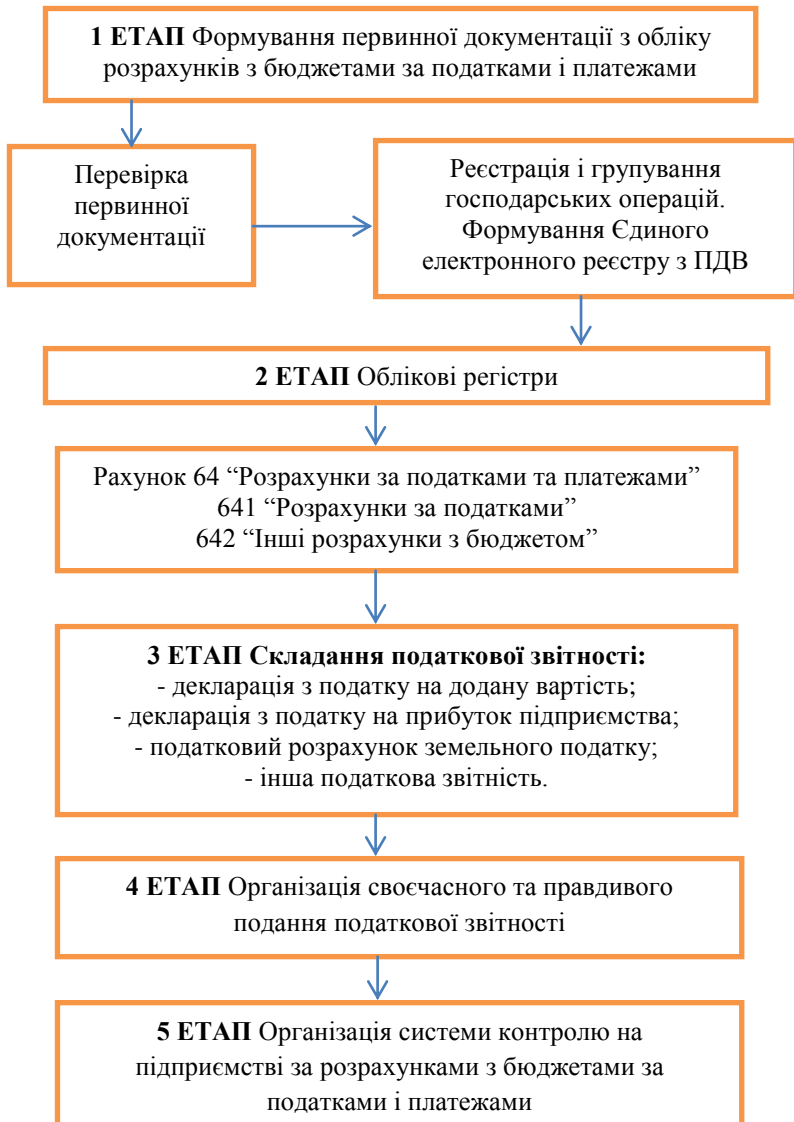 1 ЕТАП Формування первинної документації з обліку
розрахунків з бюджетами за податками і платежами
Перевірка
первинної
документації
Реєстрація і групування
господарських операцій.
Формування Єдиного
електронного реєстру з ПДВ
2 ЕТАП Облікові регістри
Рахунок 64 “Розрахунки за податками та платежами”
641 “Розрахунки за податками”
642 “Інші розрахунки з бюджетом”
3 ЕТАП Складання податкової звітності:
- декларація з податку на додану вартість;
- декларація з податку на прибуток підприємства;
- податковий розрахунок земельного податку;
- інша податкова звітність.
4 ЕТАП Організація своєчасного та правдивого
подання податкової звітності
5 ЕТАП Організація системи контролю на
підприємстві за розрахунками з бюджетами за
податками і платежами